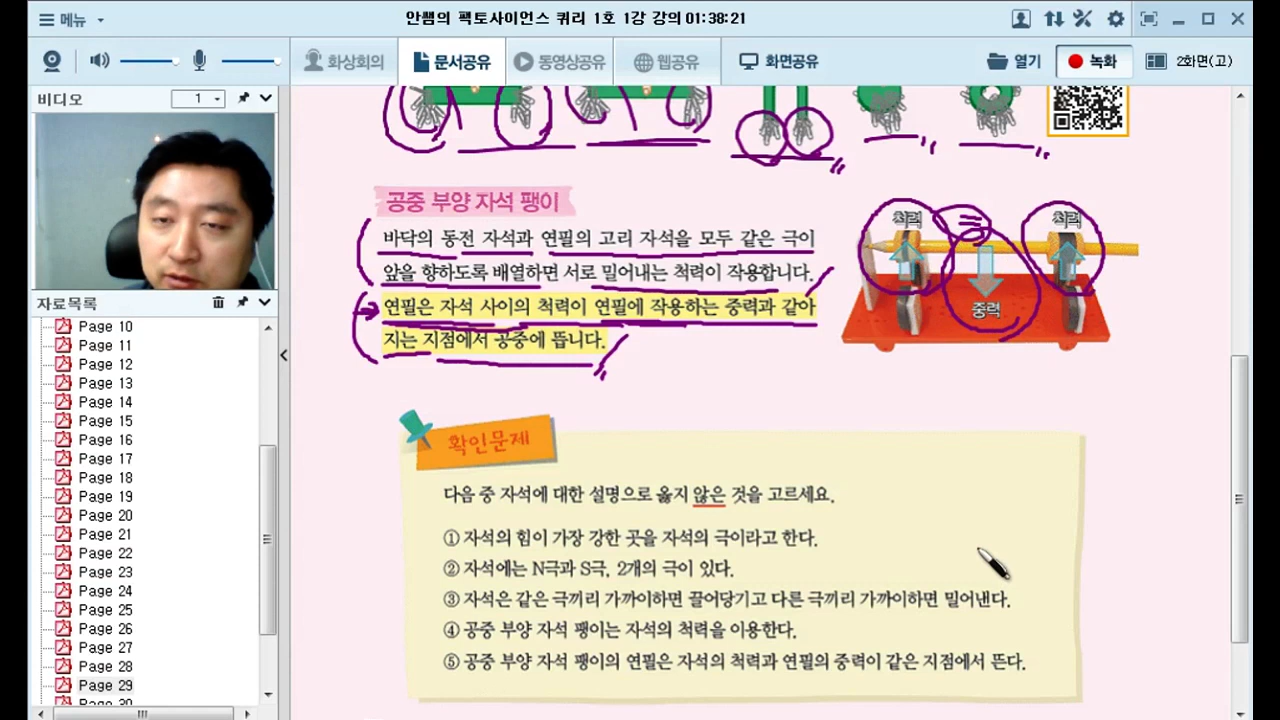 메뉴
안쌤의 팩토사이언스 쿼리 1호 1강 강의01:38:21
화상회의
문서공유
동영상공유
웹공유
화면공유
열기
녹화
2화면(고)
비디오
1
자료목록
Page 10
Page 11
Page 12
Page 13
Page 14
Page 15
Page 16
Page 17
Page 18
Page 19
Page 20
Page 21
Page 22
Page 23
Page 24
Page 25
Page 26
Page 27
Page 28
Page 29
Page 30
공중 부양 자석 팽이
바닥의 동전 자석과 연필의 고리 자석을 모두 같은 극이
앞을 향하도록 배열하면 서로 밀어내는 척력이 작용합니다.
연필은 자석 사이의 척력이 연필에 작용하는 중력과 같아
지는 지점에서 공중에 뜹니다.
척력
=
척력
중력
확인문제
다음 중 자석에 대한 설명으로 옳지 않은 것을 고르세요.
① 자석의 힘이 가장 강한 곳을 자석의 극이라고 한다.
② 자석에는 N극과 S극, 2개의 극이 있다.
③ 자석은 같은 극끼리 가까이하면 끌어당기고 다른 극끼리 가까이하면 밀어낸다.
④ 공중 부양 자석 팽이는 자석의 척력을 이용한다.
⑤ 공중 부양 자석 팽이의 연필은 자석의 척력과 연필의 중력이 같은 지점에서 뜬다.